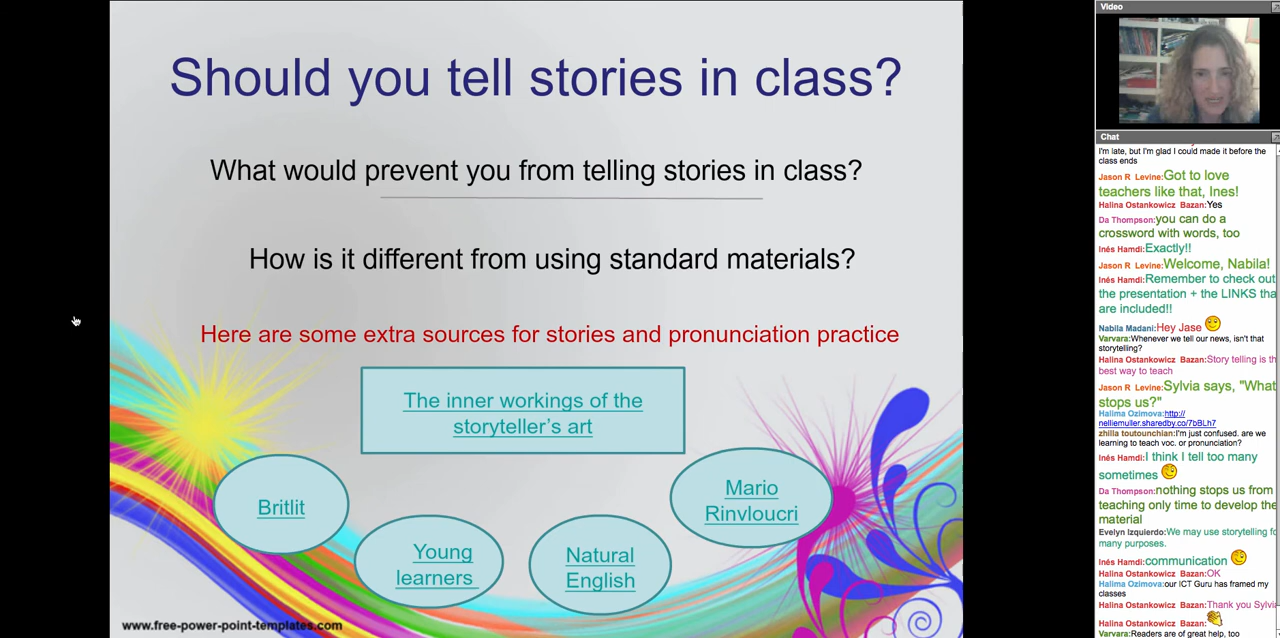 Should you tell stories in class?
What would prevent you from telling stories in class?
How is it different from using standard materials?
Here are some extra sources for stories and pronunciation practice
The inner workings of the
storyteller's art
Britlit
Young
learners
Natural
English
Mario
Rinvloucri
www.free-power-point-templates.com
Video
Chat
I'm late, but I'm glad I could made it before the
class ends
Jason R Levine:Got to love
teachers like that, Ines!
Halina Ostankowicz Bazan:Yes
Da Thompson:you can do a
crossword with words, too
Inés Hamdi:Exactly!!
Jason R Levine:Welcome, Nabila!
Inés Hamdi:Remember to check out
the presentation + the LINKS tha
are included!!
Nabila Madani:Hey Jase
Varvara:Whenever we tell our news, isn't that
storytelling?
Halina Ostankowicz Bazan:Story telling is th
best way to teach
Jason R Levine:Sylvia says, "What
stops us?"
Halima Ozimova:http://
nelliemuller.sharedby.co/7bBLh7
zhilla toutounchian:I'm just confused. are we
learning to teach voc. or pronunciation?
Inés Hamdi:I think I tell too many
sometimes
Da Thompson:nothing stops us from
teaching only time to develop the
material
Evelyn Izquierdo:We may use storytelling fo
many purposes.
Inés Hamdi:communication
Halina Ostankowicz Bazan:OK
Halima Ozimova:our ICT Guru has framed my
classes
Halina Ostankowicz Bazan:Thank you Sylvia
Halina Ostankowicz Bazan:
Varvara:Readers are of great help, too